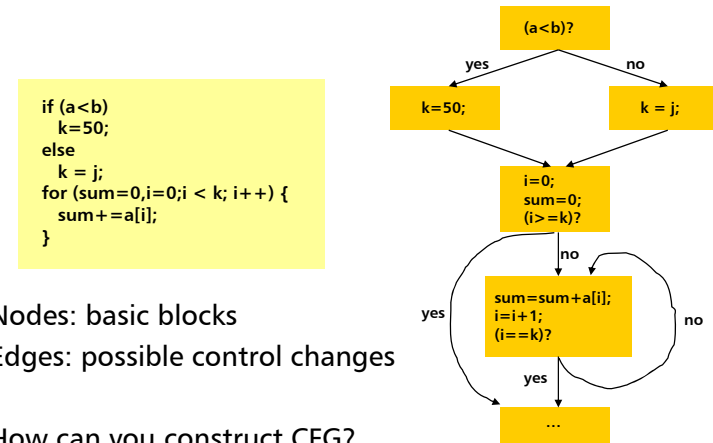 if (a<b)
k=50;
else
k = j;
for (sum=0,i=0;i < k; i++) {
sum+=a[i];
}
Nodes: basic blocks
Edges: possible control changes
How can you construct CFG?
(a<b)?
yes
no
k=50;
k = j;
i=0;
sum=0;
(i>=k)?
no
yes
sum=sum+a[i];
i=i+1;
(i==k)?
no
yes
...